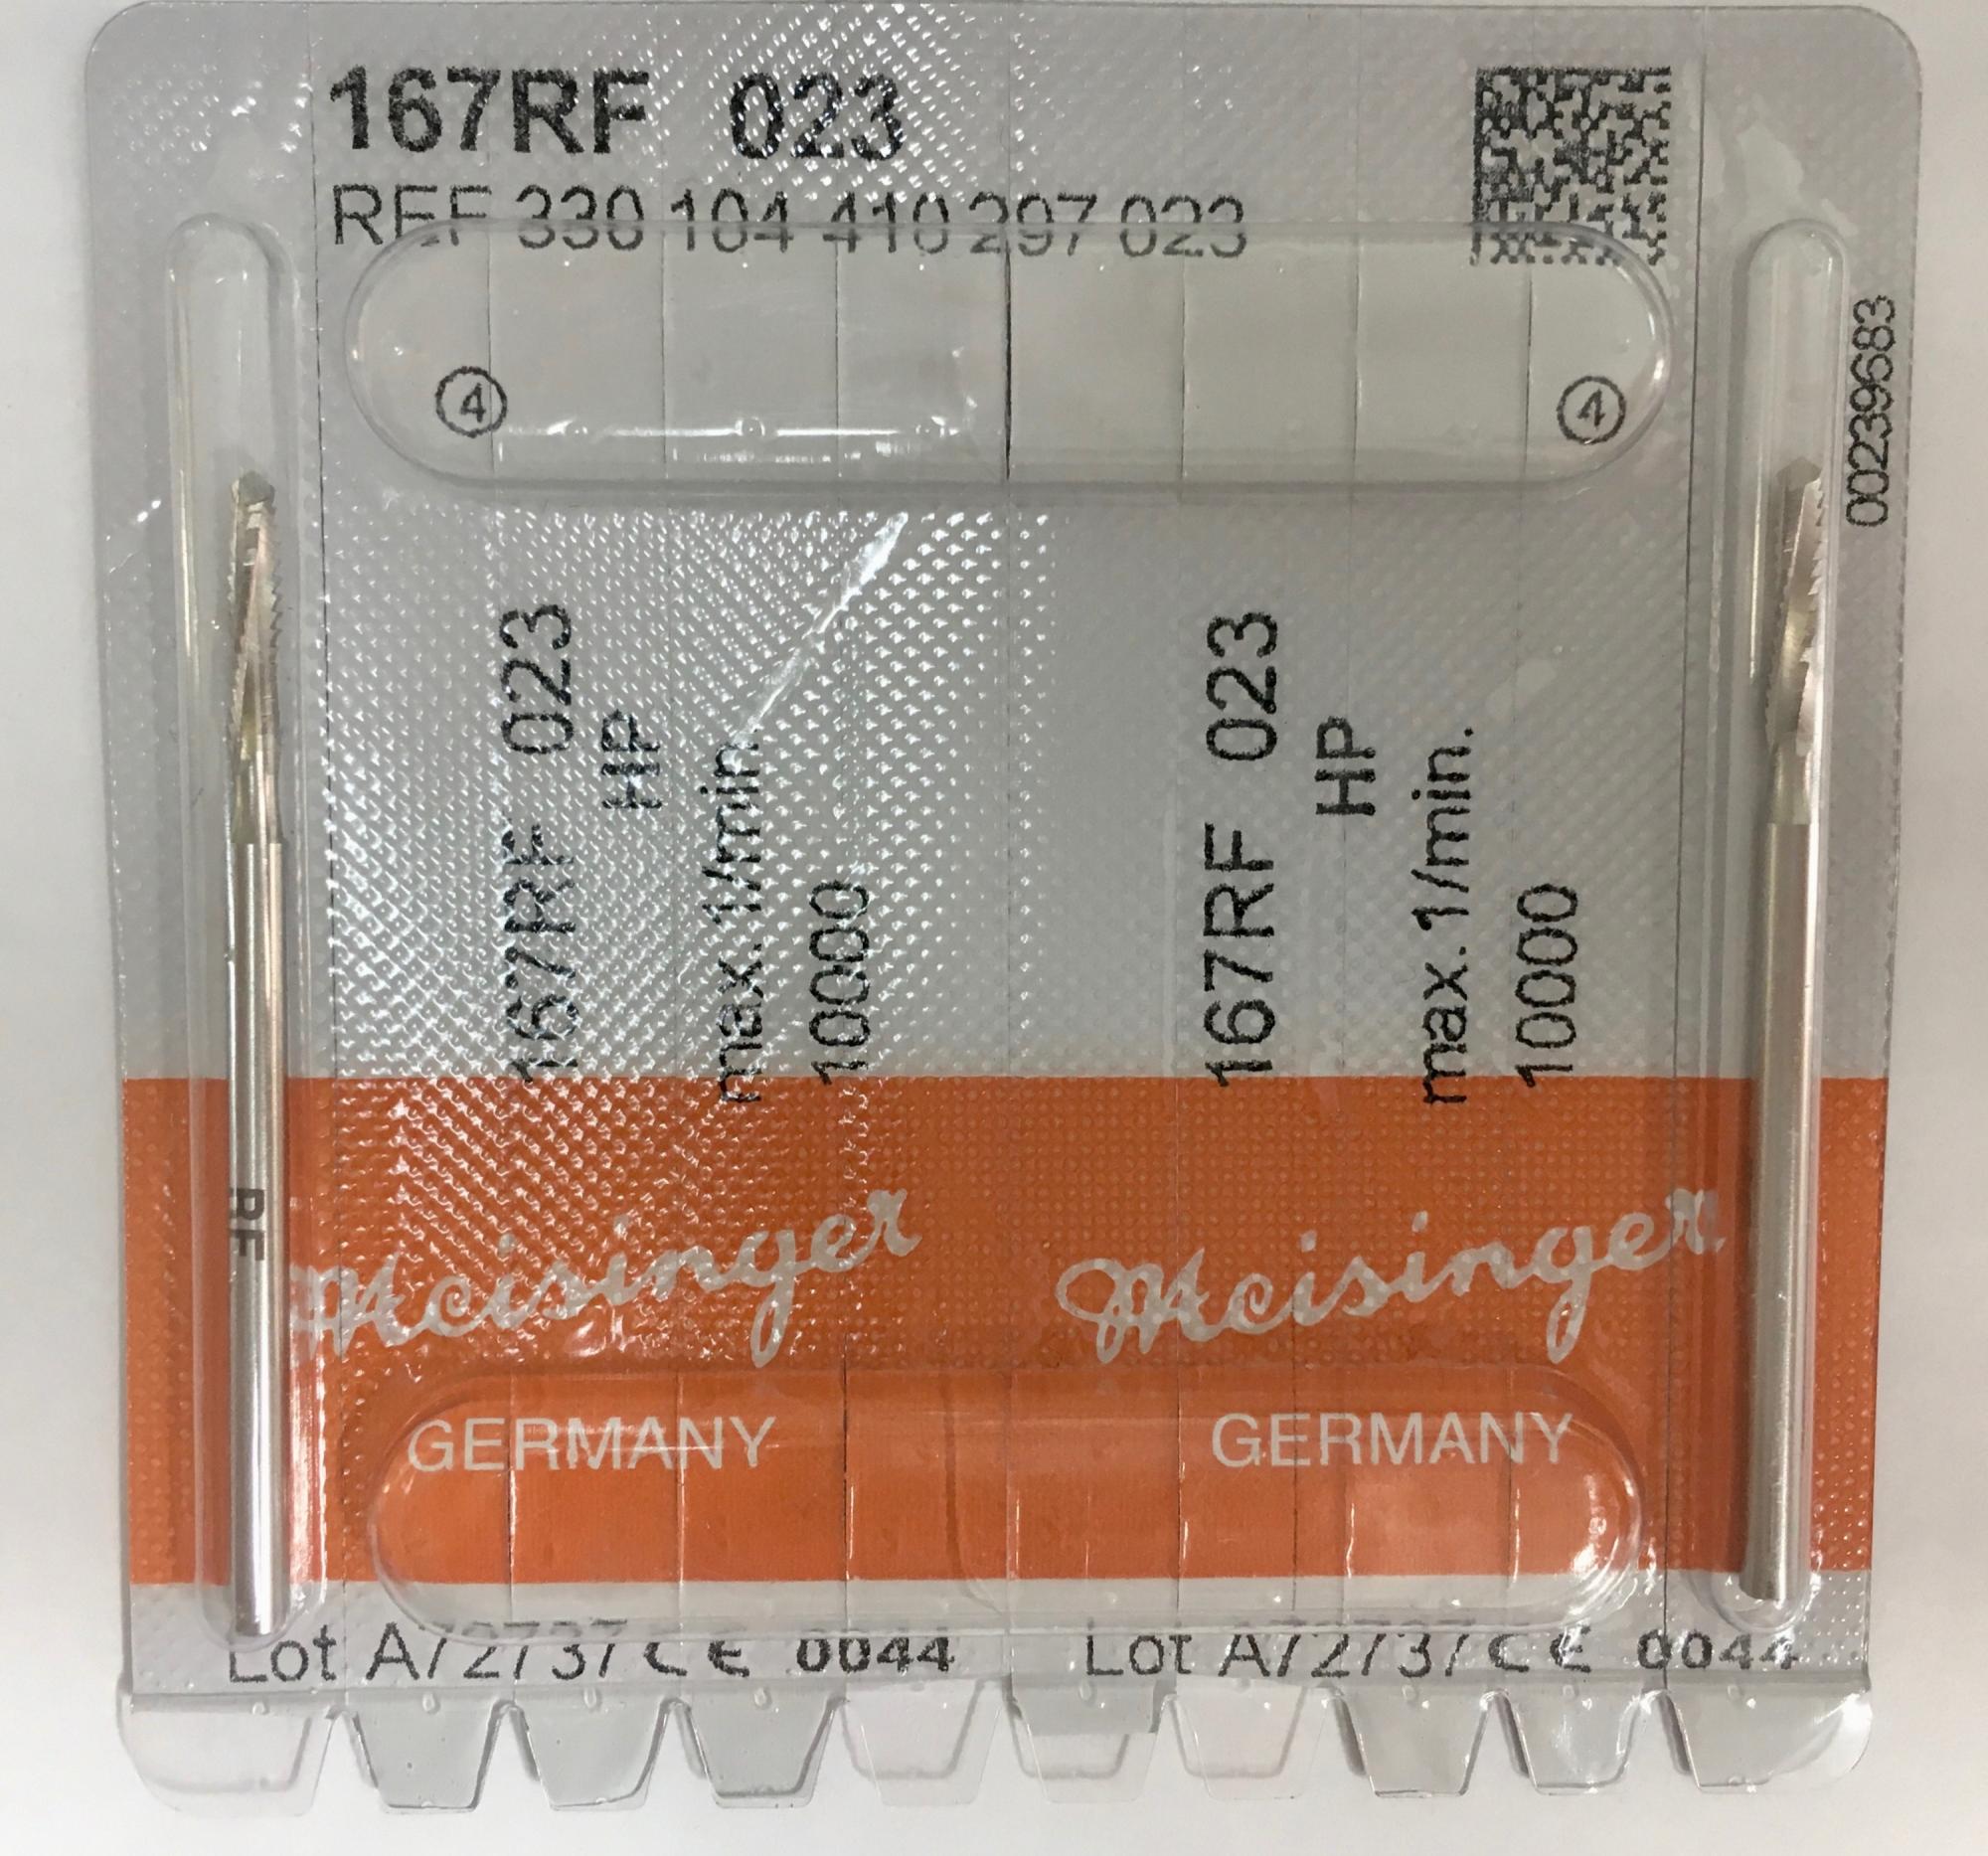 167RF 023
REF 330 104 410 297 023
④ ④
00239683
167RF 023
HP
max. 1/min.
10000
167RF 023
HP
max. 1/min.
10000
RF
Meisinger
GERMANY
Meisinger
GERMANY
Lot A72737 CE 0044
Lot A72737 CE 0044